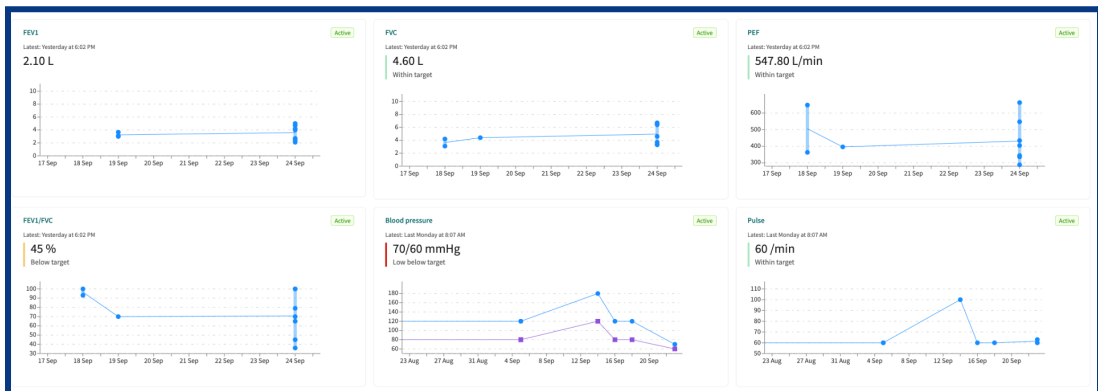 FEV1 Active
Latest: Yesterday at 6:02 PM
2.10 L
10
8
6
4
2
0
17 Sep 18 Sep 19 Sep 20 Sep 21 Sep 22 Sep 23 Sep 24 Sep
FVC Active
Latest: Yesterday at 6:02 PM
4.60 L
Within target
10
8
6
4
2
0
17 Sep 18 Sep 19 Sep 20 Sep 21 Sep 22 Sep 23 Sep 24 Sep
PEF Active
Latest: Yesterday at 6:02 PM
547.80 L/min
Within target
600
500
400
300
17 Sep 18 Sep 19 Sep 20 Sep 21 Sep 22 Sep 23 Sep 24 Sep
FEV1/FVC Active
Latest: Yesterday at 6:02 PM
45 %
Below target
100
90
80
70
60
50
40
30
17 Sep 18 Sep 19 Sep 20 Sep 21 Sep 22 Sep 23 Sep 24 Sep
Blood pressure Active
Latest: Last Monday at 8:07 AM
70/60 mmHg
Low below target
180
160
140
120
100
80
60
23 Aug 27 Aug 31 Aug 4 Sep 8 Sep 12 Sep 16 Sep 20 Sep
Pulse Active
Latest: Last Monday at 8:07 AM
60 /min
Within target
110
100
90
80
70
60
50
23 Aug 27 Aug 31 Aug 4 Sep 8 Sep 12 Sep 16 Sep 20 Sep